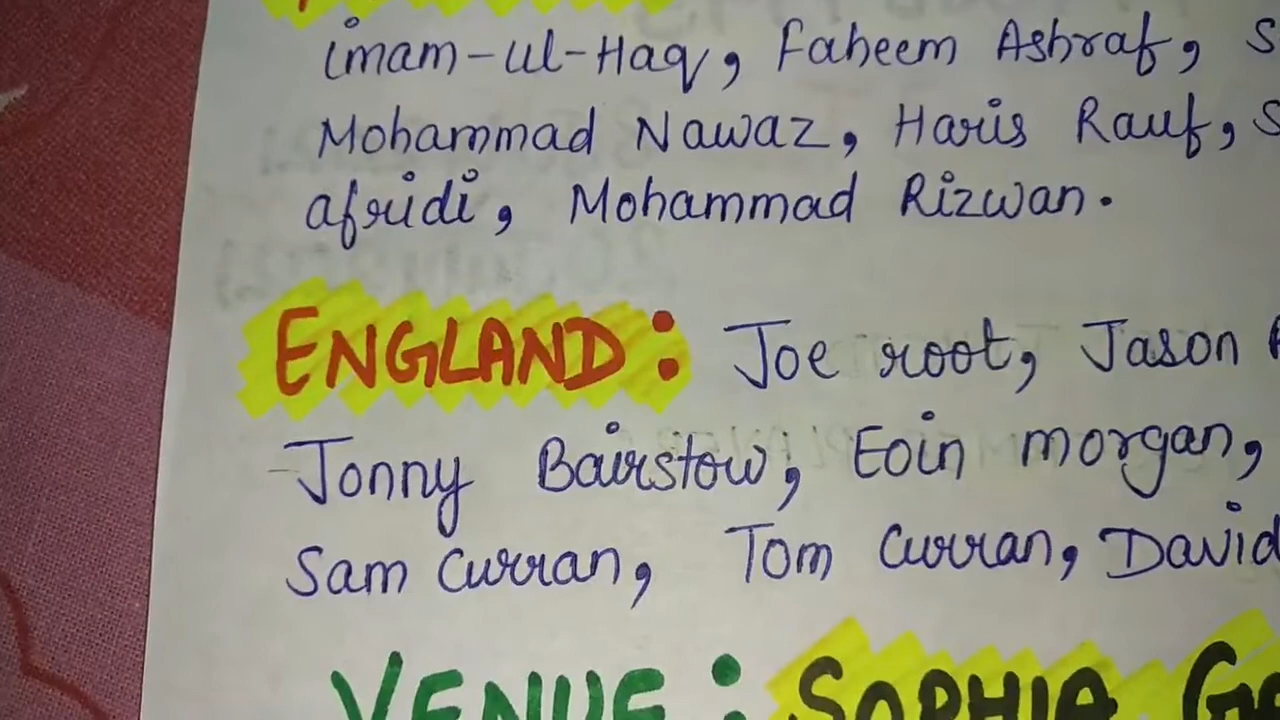 imam-ul-Haq, Faheem Ashraf, S
Mohammad Nawaz, Haris Rauf, S
afridi, Mohammad Rizwan.
ENGLAND: Joe root, Jason
Jonny Bairstow, Eoin morgan,
Sam Curran, Tom Curran, David
VENUE: SOPHIA